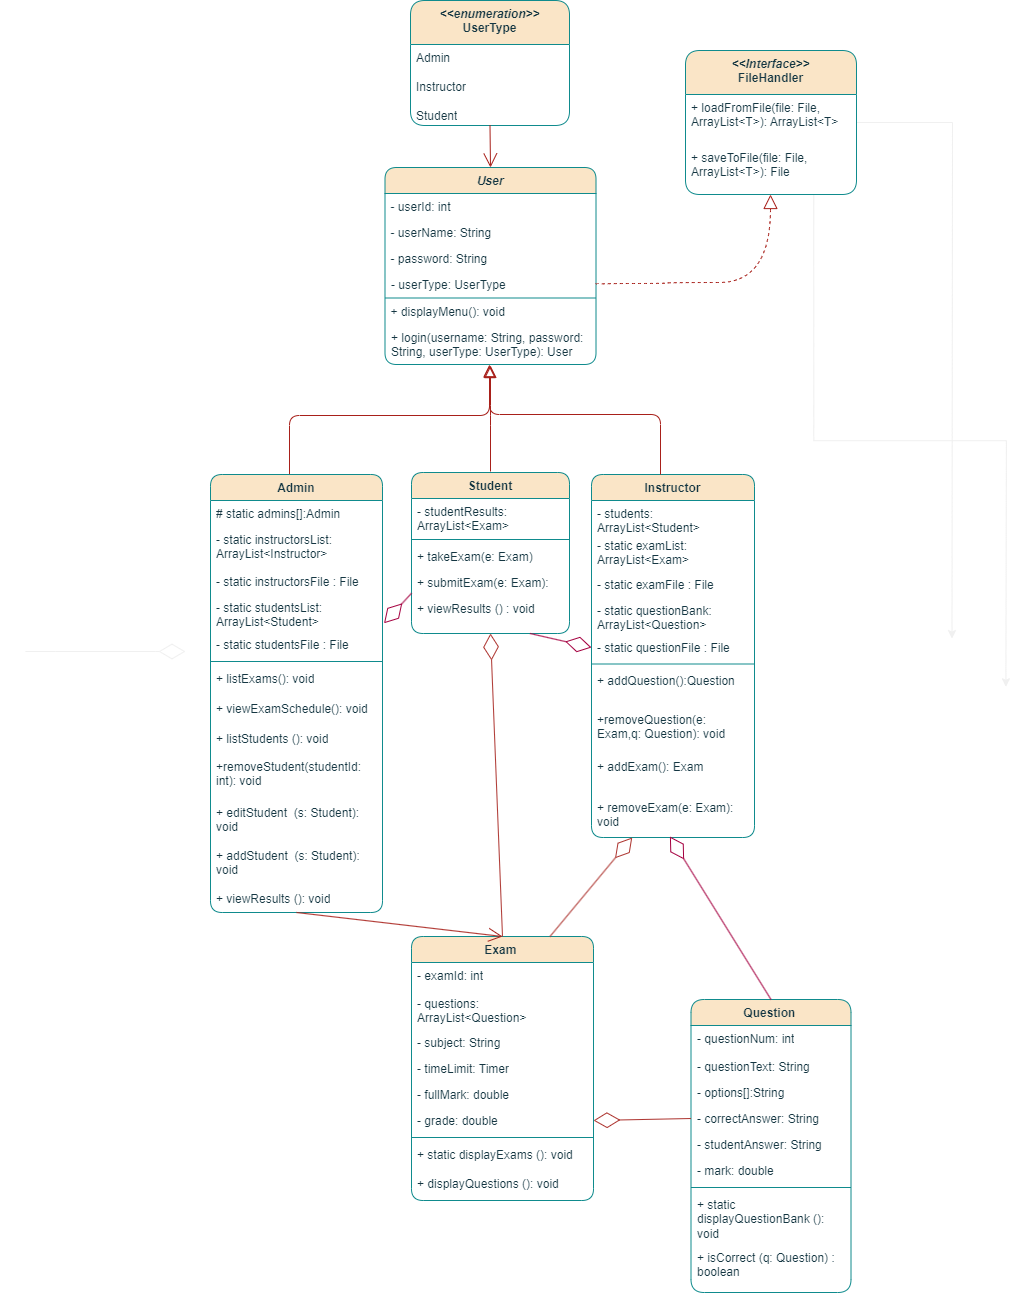 <<enumeration>>
UserType
Admin
Instructor
Student
<<Interface>>
FileHandler
+ loadFromFile(file: File,
ArrayList<T>): ArrayList<T>
+ saveToFile(file: File,
ArrayList<T>): File
User
- userId: int
- userName: String
- password: String
- userType: UserType
+ displayMenu(): void
+ login(username: String, password:
String, userType: UserType): User
Admin
# static admins[]:Admin
- static instructorsList:
ArrayList<Instructor>
- static instructorsFile : File
- static studentsList:
ArrayList<Student>
- static studentsFile : File
+ listExams(): void
+ viewExamSchedule(): void
+ listStudents (): void
+removeStudent(studentId:
int): void
+ editStudent  (s: Student):
void
+ addStudent  (s: Student):
void
+ viewResults (): void
Student
- studentResults:
ArrayList<Exam>
+ takeExam(e: Exam)
+ submitExam(e: Exam):
+ viewResults () : void
Instructor
- students:
ArrayList<Student>
- static examList:
ArrayList<Exam>
- static examFile : File
- static questionBank:
ArrayList<Question>
- static questionFile : File
+ addQuestion():Question
+removeQuestion(e:
Exam,q: Question): void
+ addExam(): Exam
+ removeExam(e: Exam):
void
Exam
- examId: int
- questions:
ArrayList<Question>
- subject: String
- timeLimit: Timer
- fullMark: double
- grade: double
+ static displayExams (): void
+ displayQuestions (): void
Question
- questionNum: int
- questionText: String
- options[]:String
- correctAnswer: String
- studentAnswer: String
- mark: double
+ static
displayQuestionBank ():
void
+ isCorrect (q: Question) :
boolean